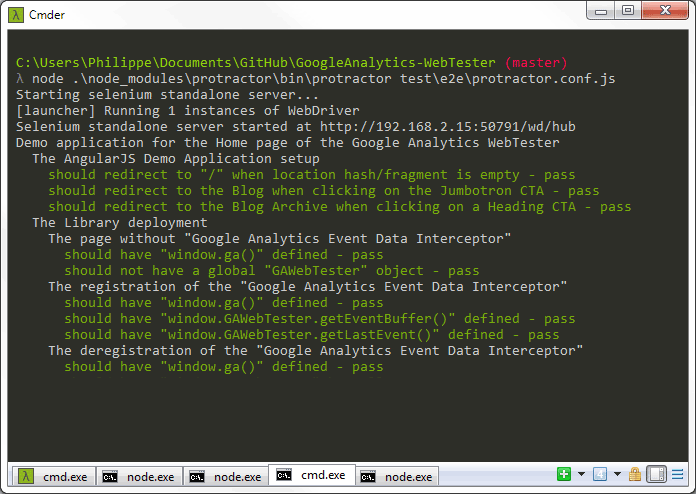 Cmder
C:\Users\Philippe\Documents\GitHub\GoogleAnalytics-WebTester (master)
λ node .\node_modules\protractor\bin\protractor test\e2e\protractor.conf.js
Starting selenium standalone server...
[launcher] Running 1 instances of WebDriver
Selenium standalone server started at http://192.168.2.15:50791/wd/hub
Demo application for the Home page of the Google Analytics WebTester
The AngularJS Demo Application setup
should redirect to "/" when location hash/fragment is empty - pass
should redirect to the Blog when clicking on the Jumbotron CTA - pass
should redirect to the Blog Archive when clicking on a Heading CTA - pass
The Library deployment
The page without "Google Analytics Event Data Interceptor"
should have "window.ga()" defined - pass
should not have a global "GAWebTester" object - pass
The registration of the "Google Analytics Event Data Interceptor"
should have "window.ga()" defined - pass
should have "window.GAWebTester.getEventBuffer()" defined - pass
should have "window.GAWebTester.getLastEvent()" defined - pass
The deregistration of the "Google Analytics Event Data Interceptor"
should have "window.ga()" defined - pass
λ cmd.exe C:\. node.exe C:\. node.exe C:\. cmd.exe C:\. node.exe